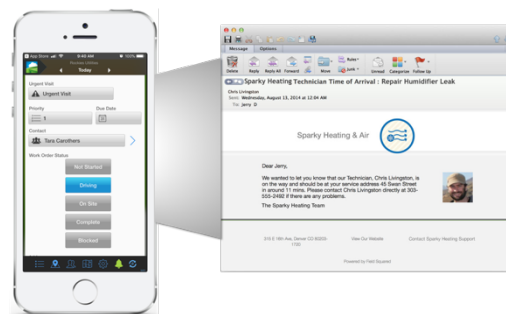 App Store
9:40 AM
100%
Today
Urgent Visit
Urgent Visit
Priority
Due Date
1
Contact
Tara Carothers
Work Order Status
Not Started
Driving
On Site
Complete
Blocked
Message
Options
Delete
Reply
Reply All
Forward
Move
Rules
Junk
Unread
Categorize
Follow Up
Sparky Heating Technician Time of Arrival : Repair Humidifier Leak
Chris Livingston
Sent: Wednesday, August 13, 2014 at 12:04 AM
To: Jerry D
Sparky Heating & Air
Dear Jerry,
We wanted to let you know that our Technician, Chris Livingston, is
on the way and should be at your service address 45 Swan Street
in around 11 mins. Please contact Chris Livingston directly at 303-
555-2492 if there are any problems.
The Sparky Heating Team
View Our Website
Contact Sparky Heating Support
Powered by Field Squared